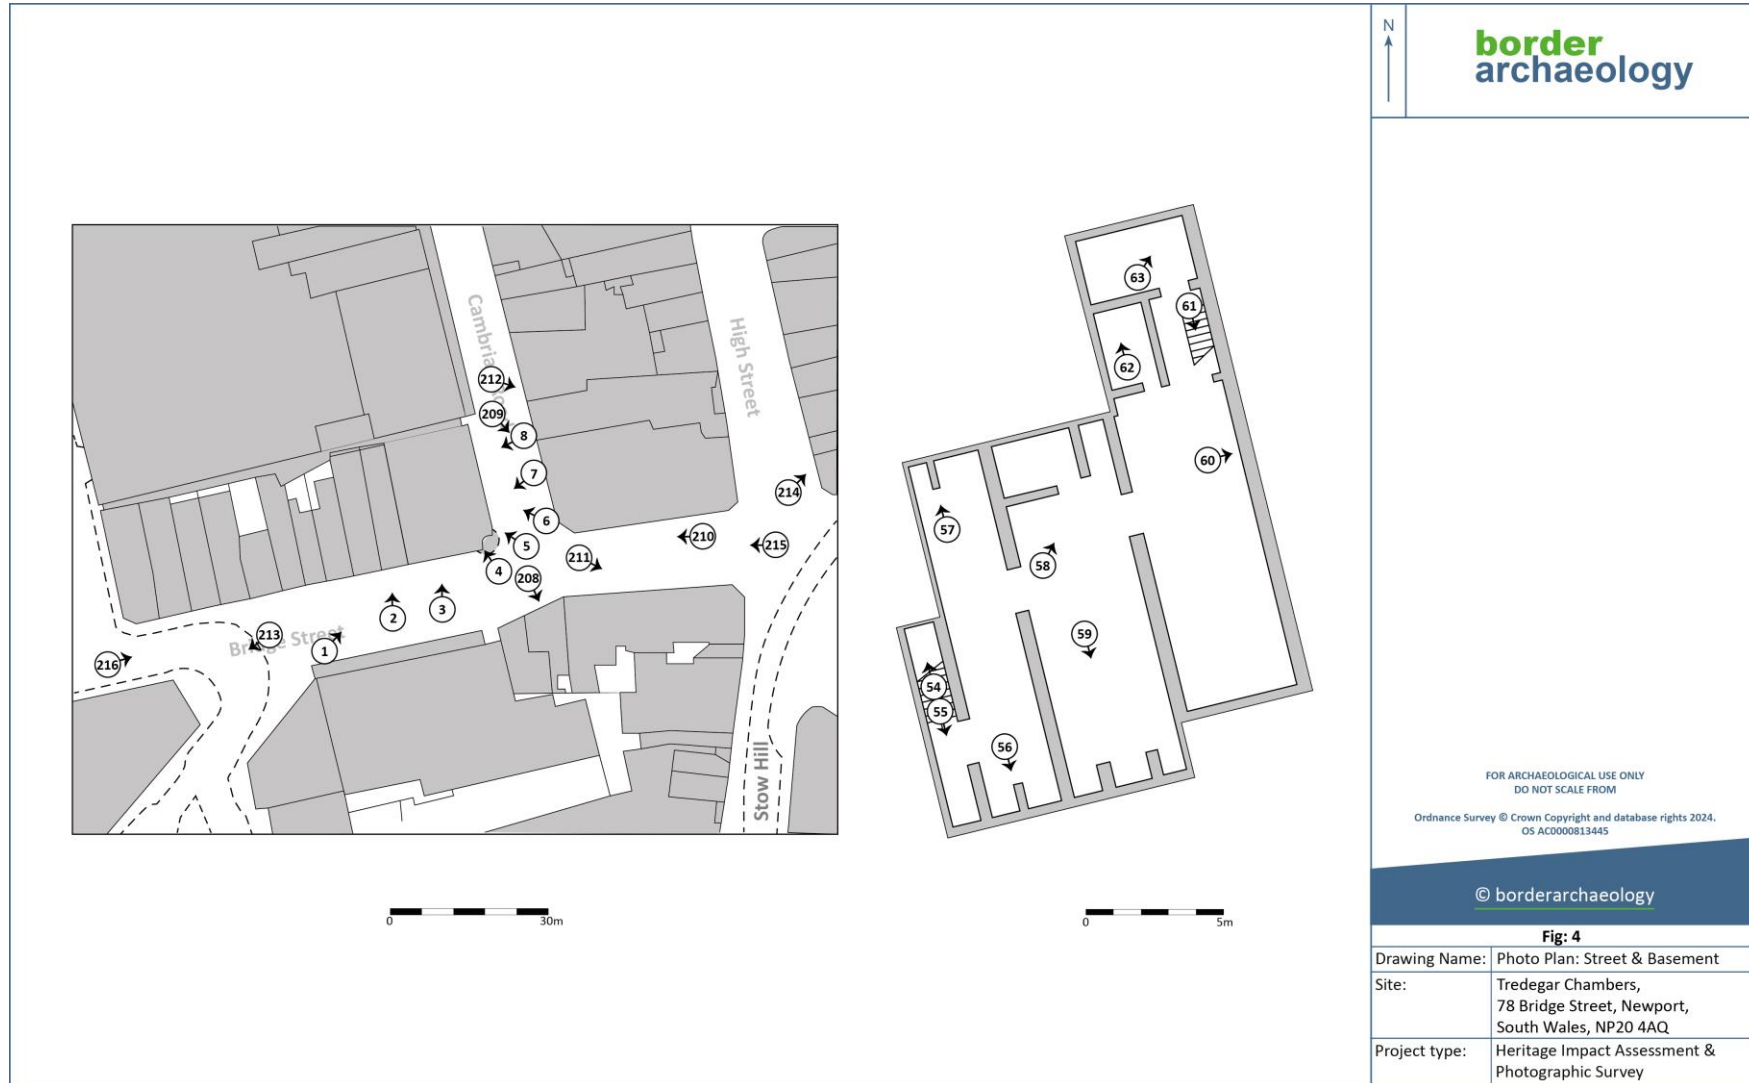 N
border
archaeology
High Street
Bridge Street
Stow Hill
212
209
8
7
6
5
4
211
208
210
215
214
2
3
213
1
216
63
61
62
60
57
58
59
54
55
56
0
30m
0
5m
FOR ARCHAEOLOGICAL USE ONLY
DO NOT SCALE FROM
Ordnance Survey © Crown Copyright and database rights 2024.
OS AC0000813445
© borderarchaeology
Fig: 4
Drawing Name: Photo Plan: Street & Basement
Site: Tredegar Chambers,
78 Bridge Street, Newport,
South Wales, NP20 4AQ
Project type: Heritage Impact Assessment &
Photographic Survey